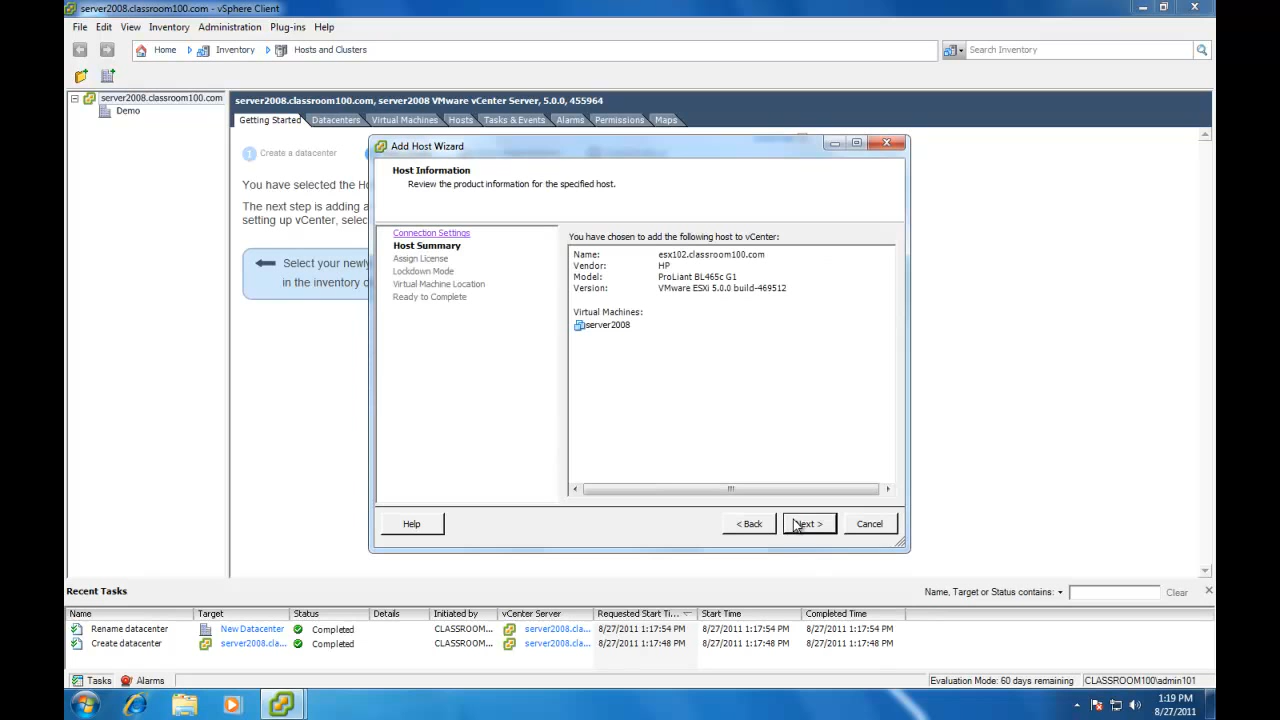 server2008.classroom100.com - vSphere Client
File Edit View Inventory Administration Plug-ins Help
Home Inventory Hosts and Clusters Search Inventory
server2008.classroom100.com
Demo
server2008.classroom100.com, server2008 VMware vCenter Server, 5.0.0, 455964
Getting Started Datacenters Virtual Machines Hosts Tasks & Events Alarms Permissions Maps
1 Create a datacenter
You have selected the Ho
The next step is adding a
setting up vCenter, selec
Select your newly
in the inventory
Add Host Wizard
Host Information
Review the product information for the specified host.
Connection Settings
Host Summary
Assign License
Lockdown Mode
Virtual Machine Location
Ready to Complete
You have chosen to add the following host to vCenter:
Name: esx102.classroom100.com
Vendor: HP
Model: ProLiant BL465c G1
Version: VMware ESXi 5.0.0 build-469512
Virtual Machines:
server2008
Help < Back Next > Cancel
Recent Tasks Name, Target or Status contains: Clear
Name Target Status Details Initiated by vCenter Server Requested Start Ti... Start Time Completed Time
Rename datacenter New Datacenter Completed CLASSROOM... server2008.cla... 8/27/2011 1:17:54 PM 8/27/2011 1:17:54 PM 8/27/2011 1:17:54 PM
Create datacenter server2008.cla... Completed CLASSROOM... server2008.cla... 8/27/2011 1:17:48 PM 8/27/2011 1:17:48 PM 8/27/2011 1:17:48 PM
Tasks Alarms Evaluation Mode: 60 days remaining CLASSROOM100\admin101
1:19 PM
8/27/2011